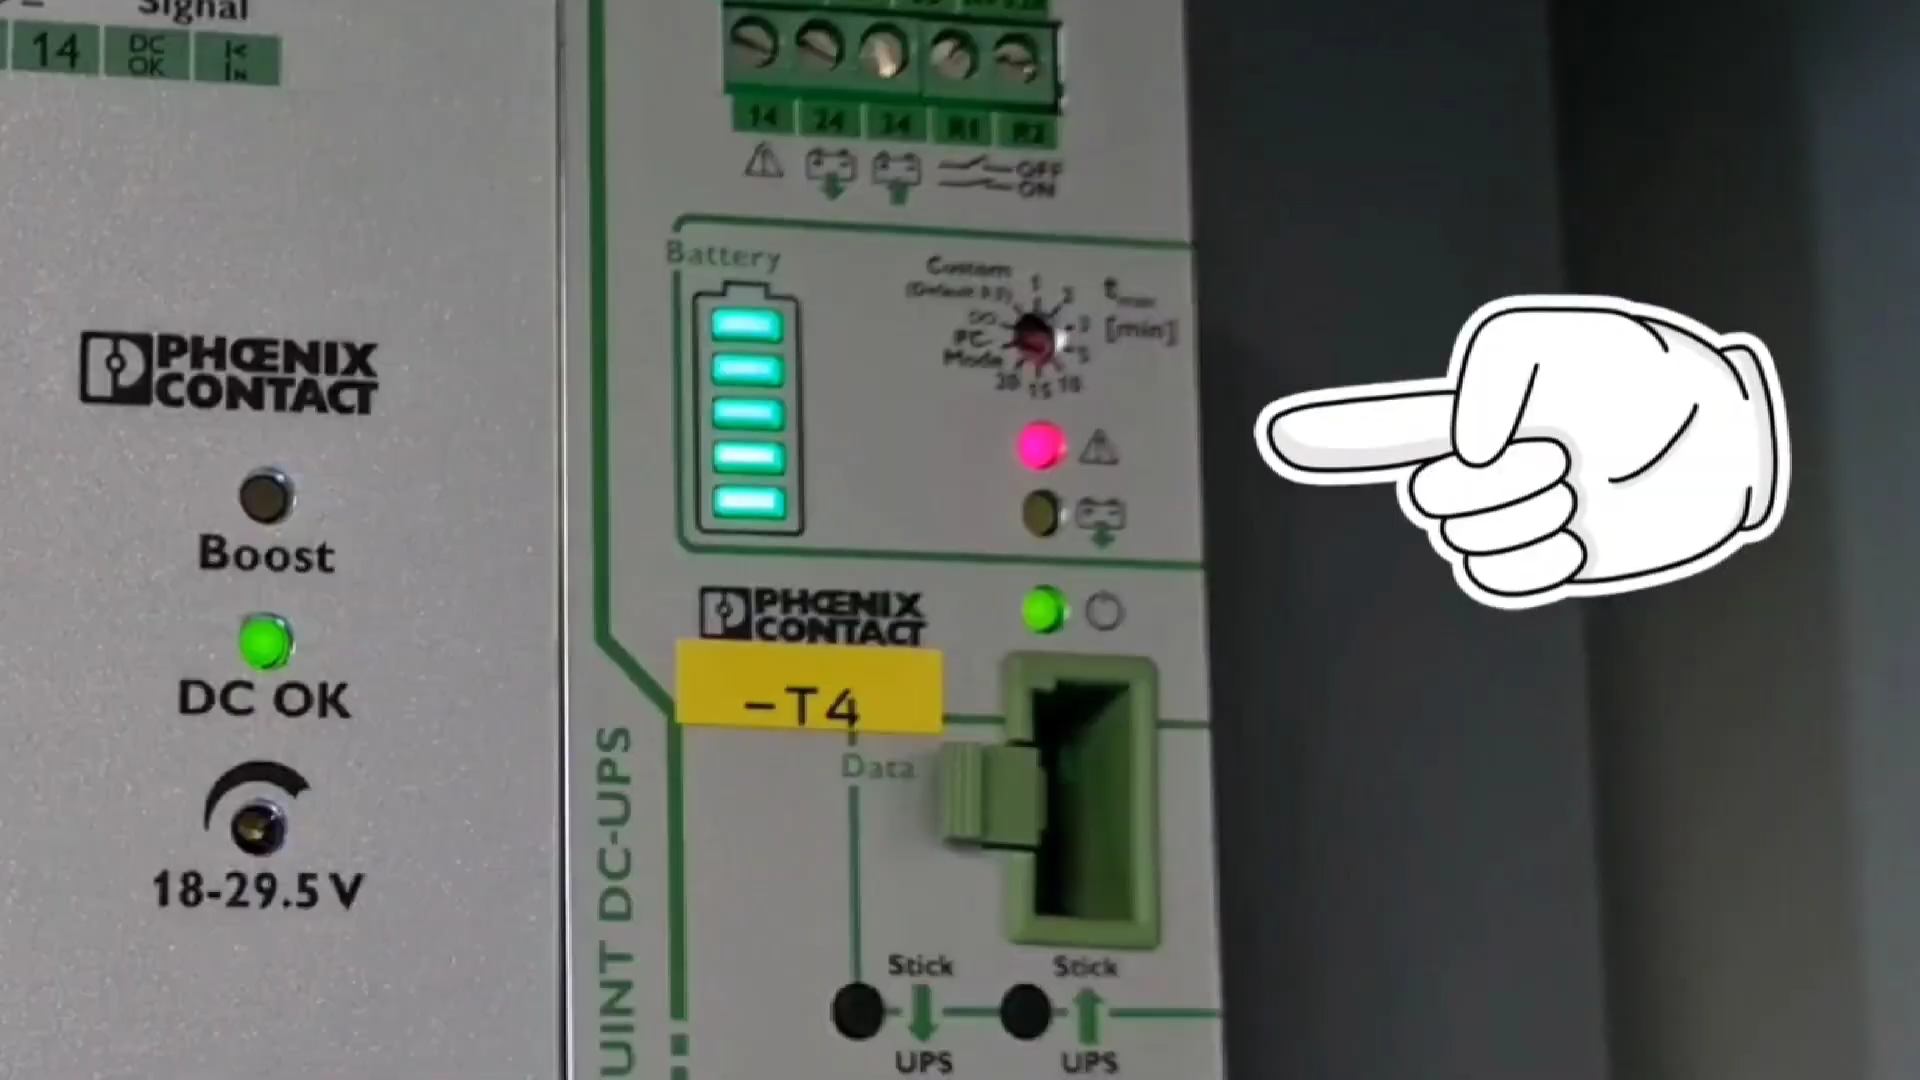 Signal
14
DC
OK
14 24 34 R1 R2
OFF
ON
Battery
Custom
1 2
3
5
10
15
20
∞
PC-
Mode
[min]
PHŒNIX
CONTACT
Boost
DC OK
18-29.5 V
PHŒNIX
CONTACT
-T4
Data
UINT DC-UPS
Stick
UPS
Stick
UPS